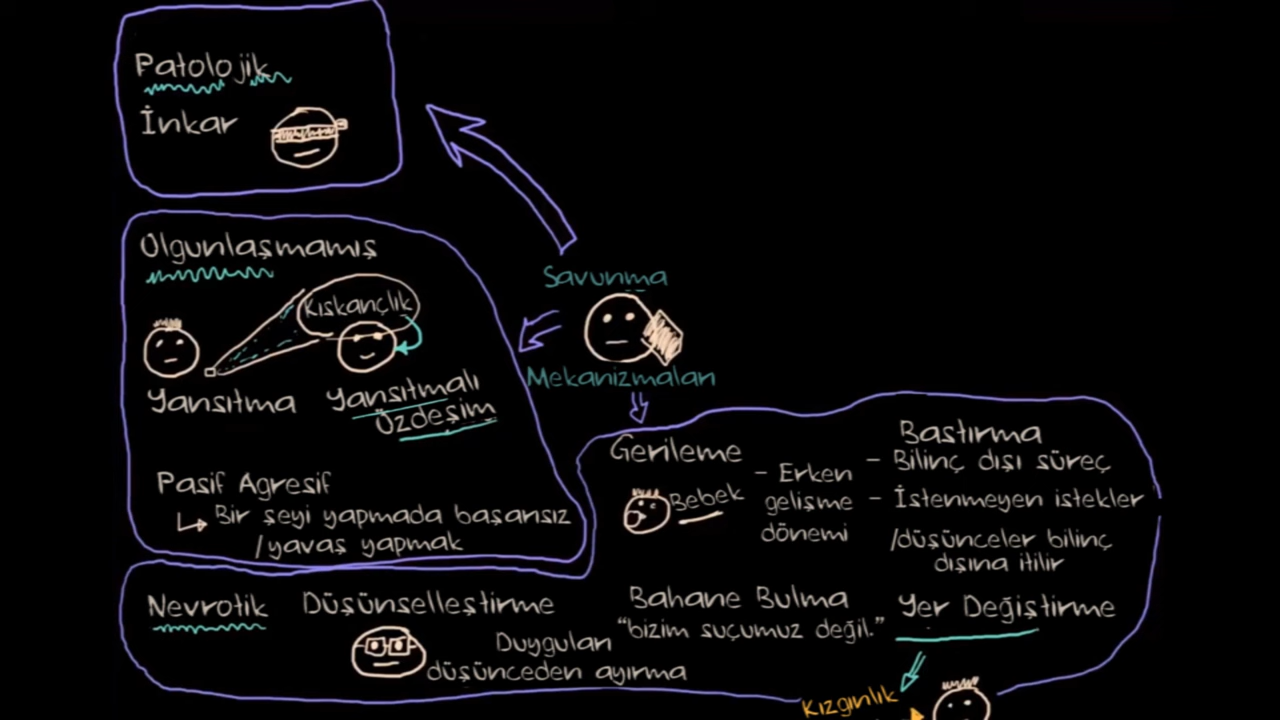 Patolojik
İnkar
Olgunlaşmamış
Kıskançlık
Yansıtma
Yansıtmalı
Üzdeşim
Pasif Agresif
Bir şeyi yapmada başarısız
/yavaş yapmak
Savunma
Mekanizmaları
Gerileme
Bebek
- Erken
gelişme
dönemi
Bastırma
- Bilinç dışı süreç
- İstenmeyen istekler
/düşünceler bilinç
dışına itilir
Nevrotik
Düşünselleştirme
Duyguları
düşünceden ayırma
Bahane Bulma
"bizim suçumuz değil."
Yer Değiştirme
Kızgınlık